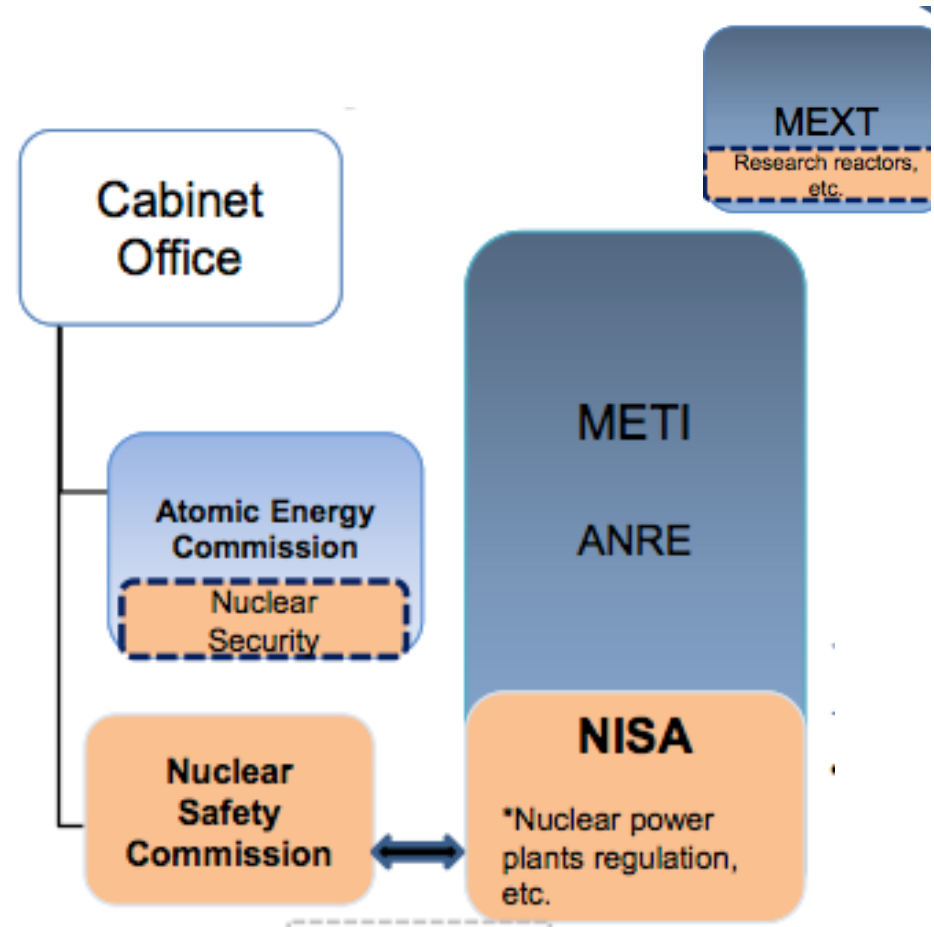 MEXT
Research reactors,
etc.
Cabinet
Office
METI
ANRE
Atomic Energy
Commission
Nuclear
Security
NISA
*Nuclear power
plants regulation,
etc.
Nuclear
Safety
Commission